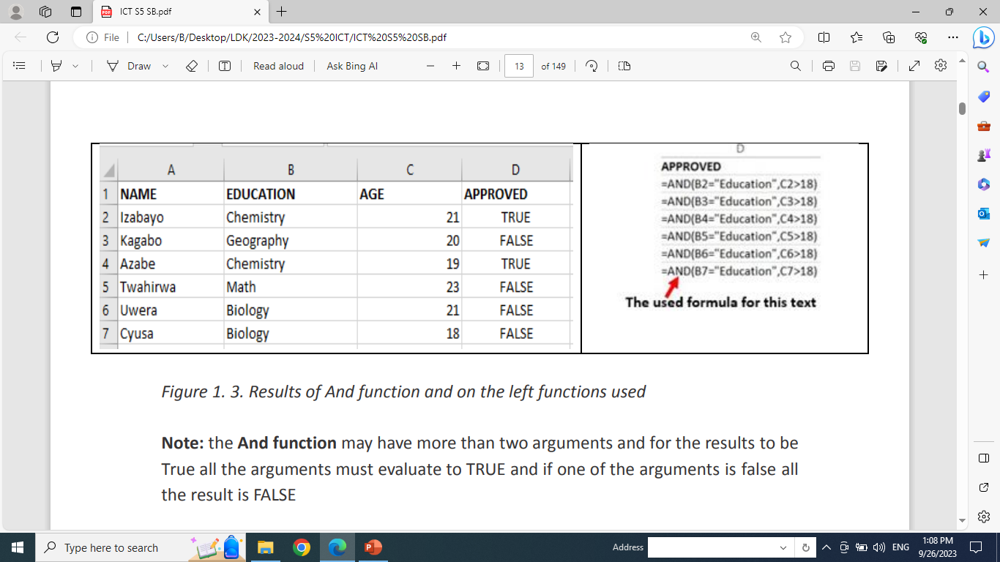 ICT S5 SB.pdf
File C:/Users/B/Desktop/LDK/2023-2024/S5%20ICT/ICT%20S5%20SB.pdf
Draw Read aloud Ask Bing AI 13 of 149
A B C D
1 NAME EDUCATION AGE APPROVED
2 Izabayo Chemistry 21 TRUE
3 Kagabo Geography 20 FALSE
4 Azabe Chemistry 19 TRUE
5 Twahirwa Math 23 FALSE
6 Uwera Biology 21 FALSE
7 Cyusa Biology 18 FALSE
D
APPROVED
=AND(B2="Education",C2>18)
=AND(B3="Education",C3>18)
=AND(B4="Education",C4>18)
=AND(B5="Education",C5>18)
=AND(B6="Education",C6>18)
=AND(B7="Education",C7>18)
The used formula for this text
Figure 1. 3. Results of And function and on the left functions used
Note: the And function may have more than two arguments and for the results to be
True all the arguments must evaluate to TRUE and if one of the arguments is false all
the result is FALSE
Type here to search
Address
ENG
1:08 PM
9/26/2023